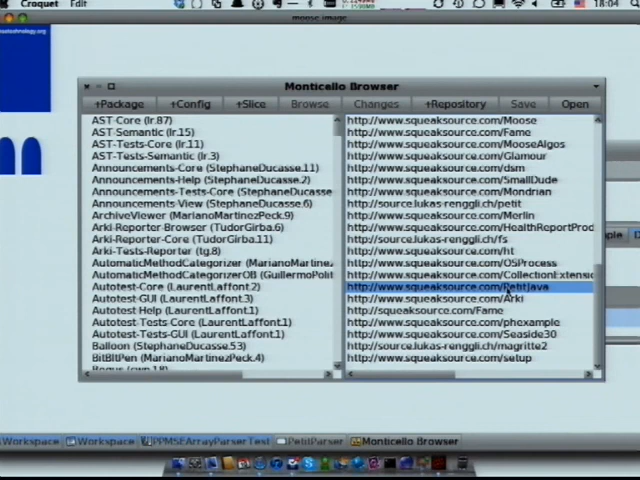 Croquet Edit
18:04
moose.image
Monticello Browser
+Package +Config +Slice Browse Changes +Repository Save Open
AST-Core (lr.87)
AST-Semantic (lr.15)
AST-Tests-Core (lr.11)
AST-Tests-Semantic (lr.3)
Announcements-Core (StephaneDucasse.11)
Announcements-Help (StephaneDucasse.2)
Announcements-Tests-Core (StephaneDucasse
Announcements-View (StephaneDucasse.6)
ArchiveViewer (MarianoMartinezPeck.9)
Arki-Reporter-Browser (TudorGirba.6)
Arki-Reporter-Core (TudorGirba.11)
Arki-Tests-Reporter (tg.8)
AutomaticMethodCategorizer (MarianoMartinez
AutomaticMethodCategorizerOB (GuillermoPolit
Autotest-Core (LaurentLaffont.2)
Autotest-GUI (LaurentLaffont.3)
Autotest-Help (LaurentLaffont.1)
Autotest-Tests-Core (LaurentLaffont.7)
Autotest-Tests-GUI (LaurentLaffont.1)
Balloon (StephaneDucasse.53)
BitBltPen (MarianoMartinezPeck.4)
http://www.squeaksource.com/Moose
http://www.squeaksource.com/Fame
http://www.squeaksource.com/MooseAlgos
http://www.squeaksource.com/Glamour
http://www.squeaksource.com/dsm
http://www.squeaksource.com/SmallDude
http://www.squeaksource.com/Mondrian
http://source.lukas-renggli.ch/petit
http://www.squeaksource.com/Merlin
http://www.squeaksource.com/HealthReportProd
http://source.lukas-renggli.ch/fs
http://www.squeaksource.com/ht
http://www.squeaksource.com/OSProcess
http://www.squeaksource.com/CollectionExtensio
http://www.squeaksource.com/PetitJava
http://www.squeaksource.com/Arki
http://squeaksource.com/Fame
http://www.squeaksource.com/phexample
http://www.squeaksource.com/Seaside30
http://source.lukas-renggli.ch/magritte2
http://www.squeaksource.com/setup
Workspace Workspace PPMSEArrayParserTest PetitParser Monticello Browser